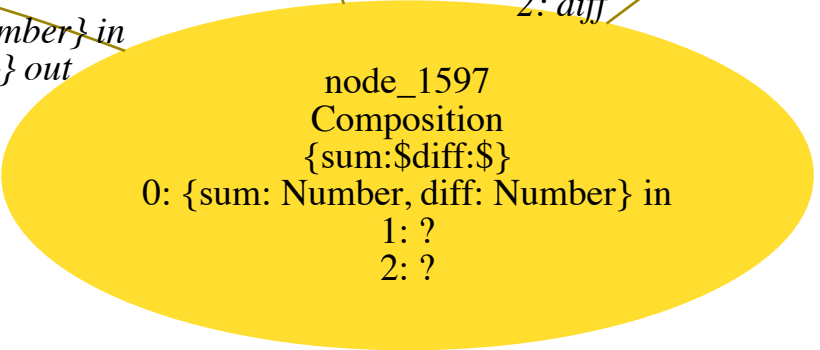 2: diff
mber} in
} out
node_1597
Composition
{sum:$diff:$}
0: {sum: Number, diff: Number} in
1: ?
2: ?